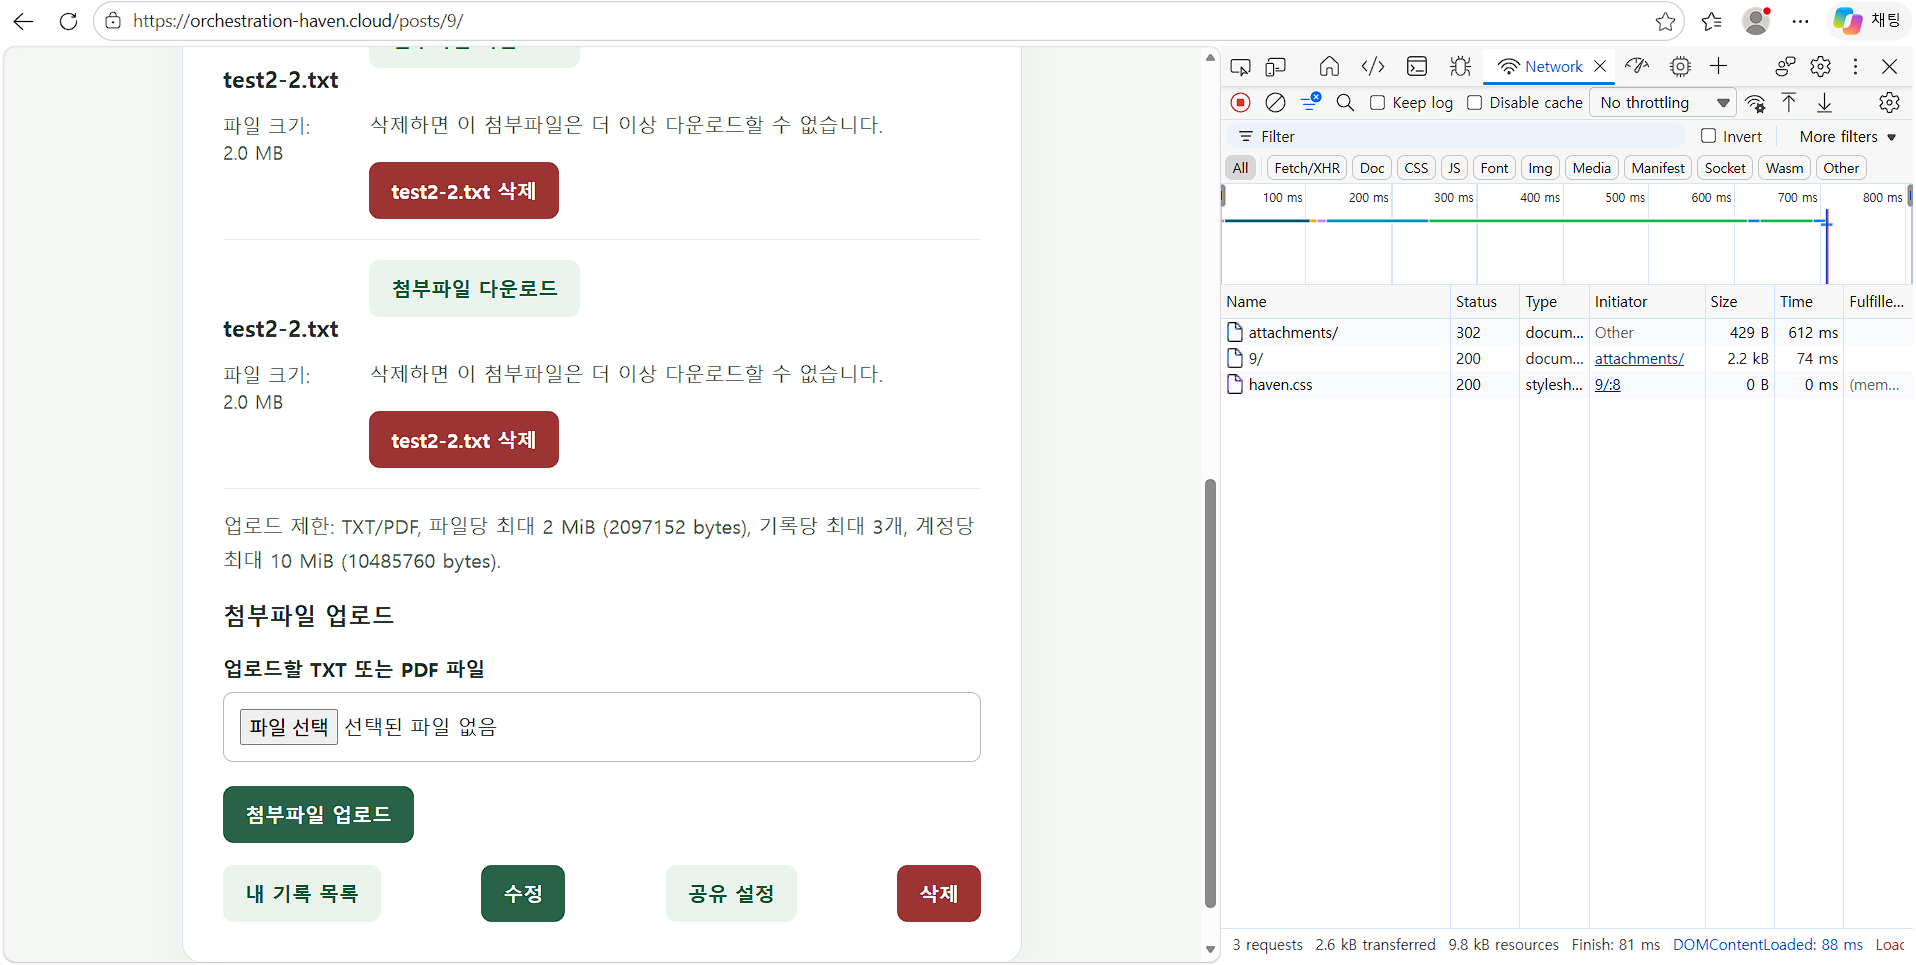 https://orchestration-haven.cloud/posts/9/
채팅
test2-2.txt
파일 크기:
2.0 MB
삭제하면 이 첨부파일은 더 이상 다운로드할 수 없습니다.
test2-2.txt 삭제
첨부파일 다운로드
test2-2.txt
파일 크기:
2.0 MB
삭제하면 이 첨부파일은 더 이상 다운로드할 수 없습니다.
test2-2.txt 삭제
업로드 제한: TXT/PDF, 파일당 최대 2 MiB (2097152 bytes), 기록당 최대 3개, 계정당
최대 10 MiB (10485760 bytes).
첨부파일 업로드
업로드할 TXT 또는 PDF 파일
파일 선택 선택된 파일 없음
첨부파일 업로드
내 기록 목록 수정 공유 설정 삭제
Network
Keep log Disable cache No throttling
Filter Invert More filters
All Fetch/XHR Doc CSS JS Font Img Media Manifest Socket Wasm Other
100 ms 200 ms 300 ms 400 ms 500 ms 600 ms 700 ms 800 ms
Name Status Type Initiator Size Time Fulfille...
attachments/ 302 docum... Other 429 B 612 ms
9/ 200 docum... attachments/ 2.2 kB 74 ms
haven.css 200 stylesh... 9/:8 0 B 0 ms (mem...
3 requests 2.6 kB transferred 9.8 kB resources Finish: 81 ms DOMContentLoaded: 88 ms Loac